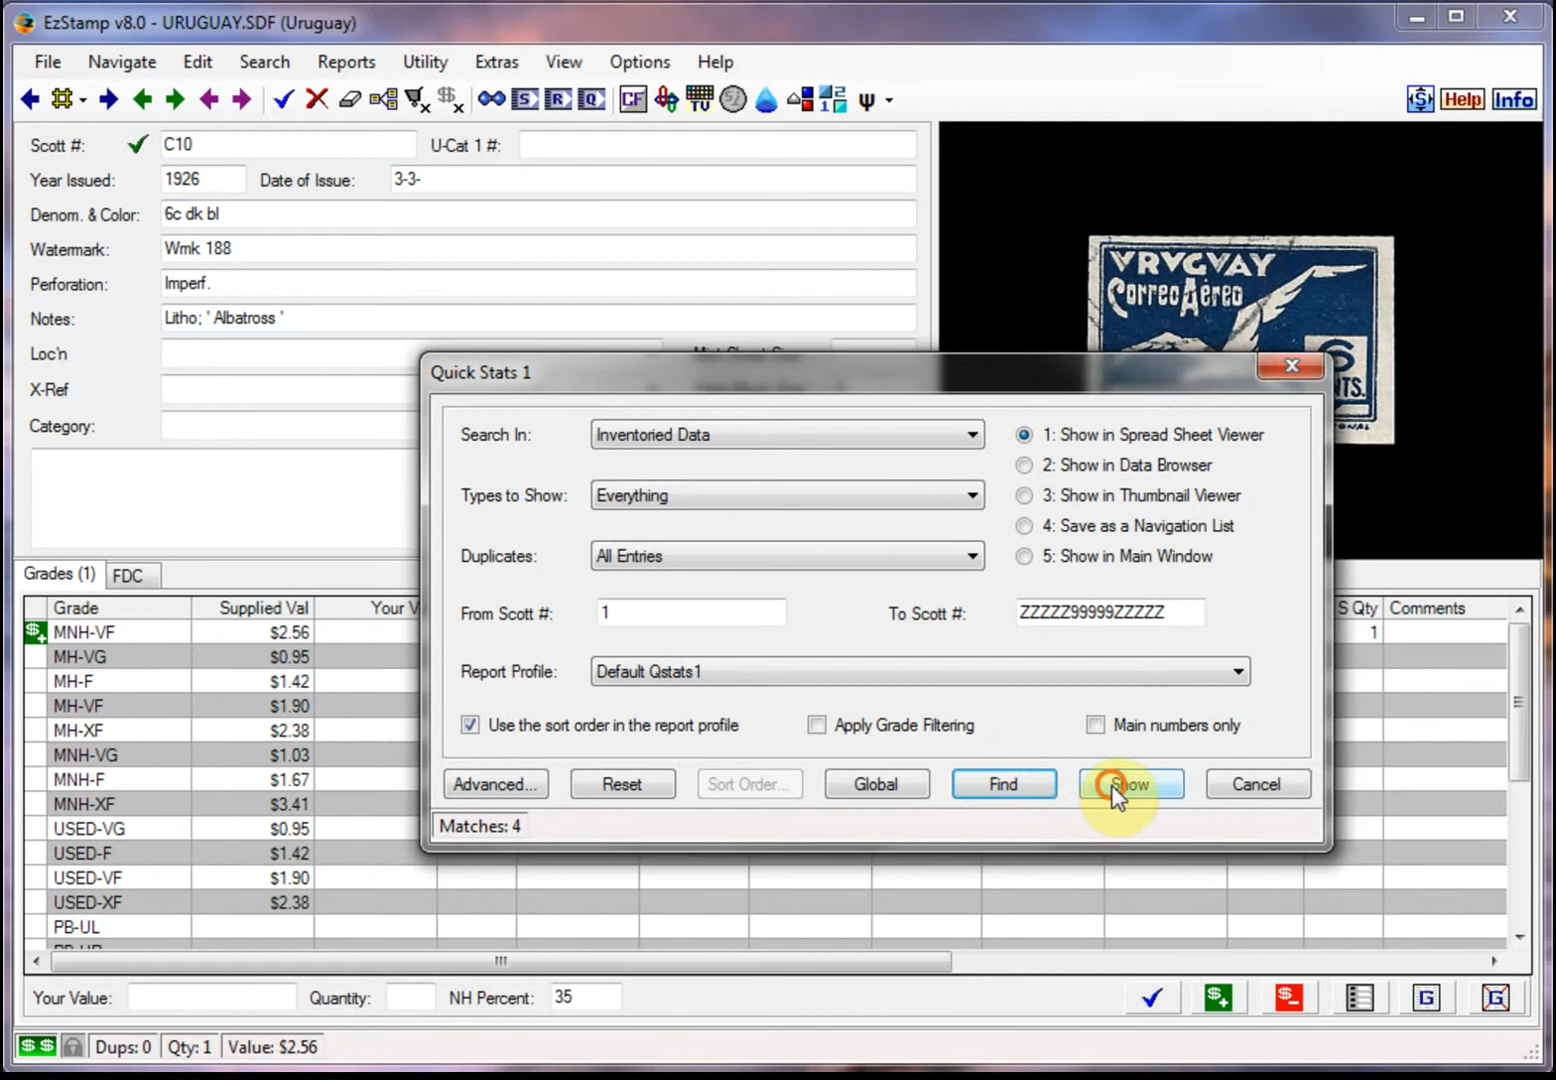 EzStamp v8.0 - URUGUAY.SDF (Uruguay)
File Navigate Edit Search Reports Utility Extras View Options Help
S R Q CF TV 51 1 2 ψ S Help Info
Scott #: C10 U-Cat 1 #:
Year Issued: 1926 Date of Issue: 3-3-
Denom. & Color: 6c dk bl
Watermark: Wmk 188
Perforation: Imperf.
Notes: Litho; ' Albatross '
Loc'n
X-Ref
Category:
VRVGVAY
Correo Aéreo
6
NTS.
Quick Stats 1
Search In: Inventoried Data 1: Show in Spread Sheet Viewer
2: Show in Data Browser
Types to Show: Everything 3: Show in Thumbnail Viewer
4: Save as a Navigation List
Duplicates: All Entries 5: Show in Main Window
From Scott #: 1 To Scott #: ZZZZZ99999ZZZZZ
Report Profile: Default Qstats1
Use the sort order in the report profile Apply Grade Filtering Main numbers only
Advanced... Reset Sort Order... Global Find Show Cancel
Matches: 4
Grades (1) FDC
Grade Supplied Val Your V S Qty Comments
MNH-VF $2.56 1
MH-VG $0.95
MH-F $1.42
MH-VF $1.90
MH-XF $2.38
MNH-VG $1.03
MNH-F $1.67
MNH-XF $3.41
USED-VG $0.95
USED-F $1.42
USED-VF $1.90
USED-XF $2.38
PB-UL
Your Value: Quantity: NH Percent: 35
$+ $- G G
$ $ Dups: 0 Qty: 1 Value: $2.56